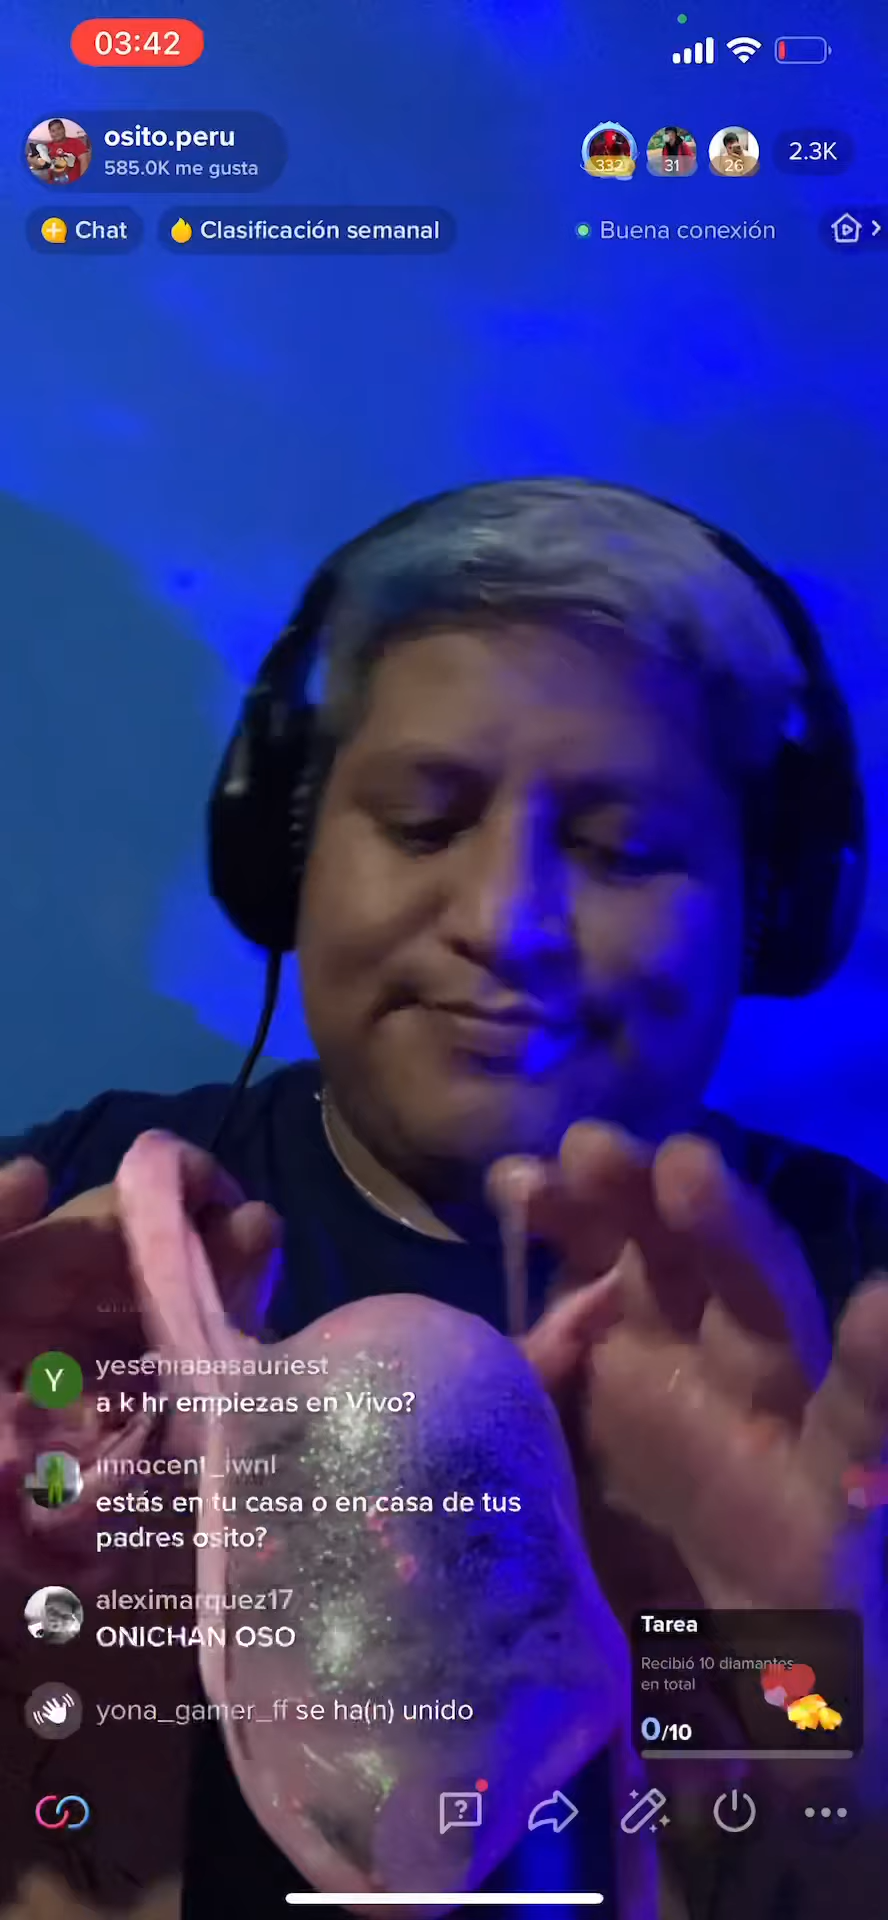 03:42
osito.peru
585.0K me gusta
332
31
26
2.3K
Chat
Clasificación semanal
Buena conexión
Y
yeseniabasauriest
a k hr empiezas en Vivo?
innocent_iwnl
estás en tu casa o en casa de tus
padres osito?
aleximarquez17
ONICHAN OSO
yona_gamer_ff se ha(n) unido
Tarea
Recibió 10 diamantes
en total
0/10
?